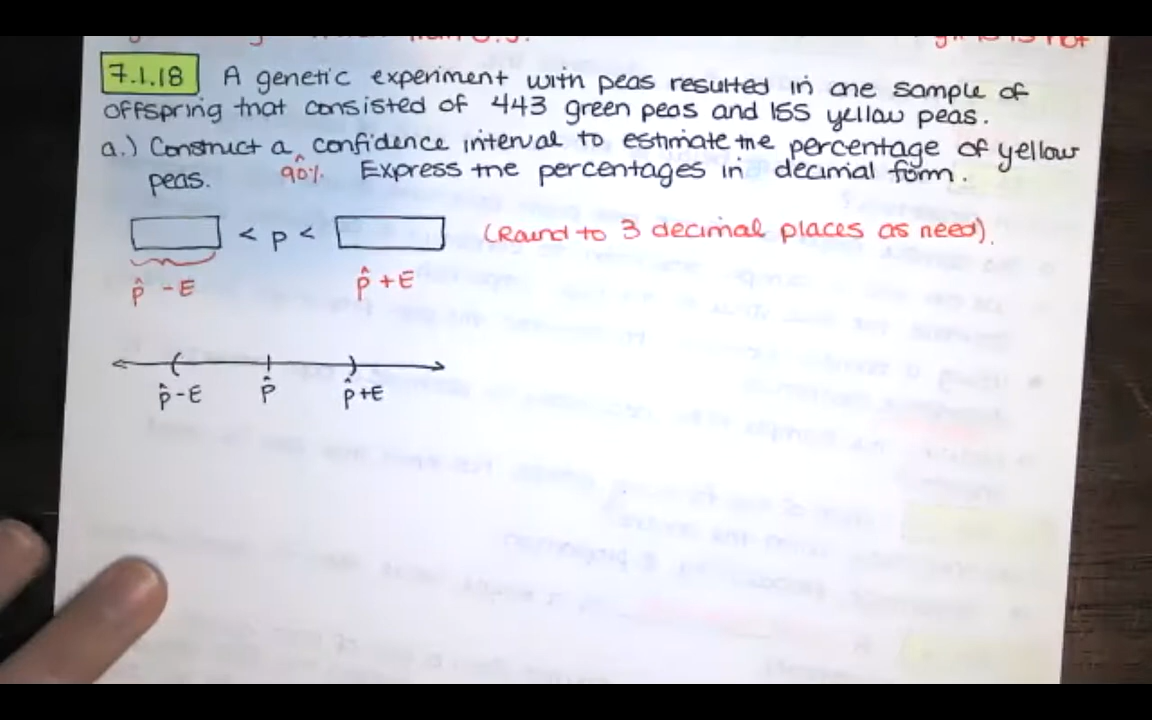 7.1.18 A genetic experiment with peas resulted in one sample of
offspring that consisted of 443 green peas and 155 yellow peas.
a.) Construct a ^ confidence interval to estimate the percentage of yellow
peas. 90% Express the percentages in decimal form.
< p < (Round to 3 decimal places as need).
p̂ - E p̂ + E
p̂ - E p̂ p̂ + E